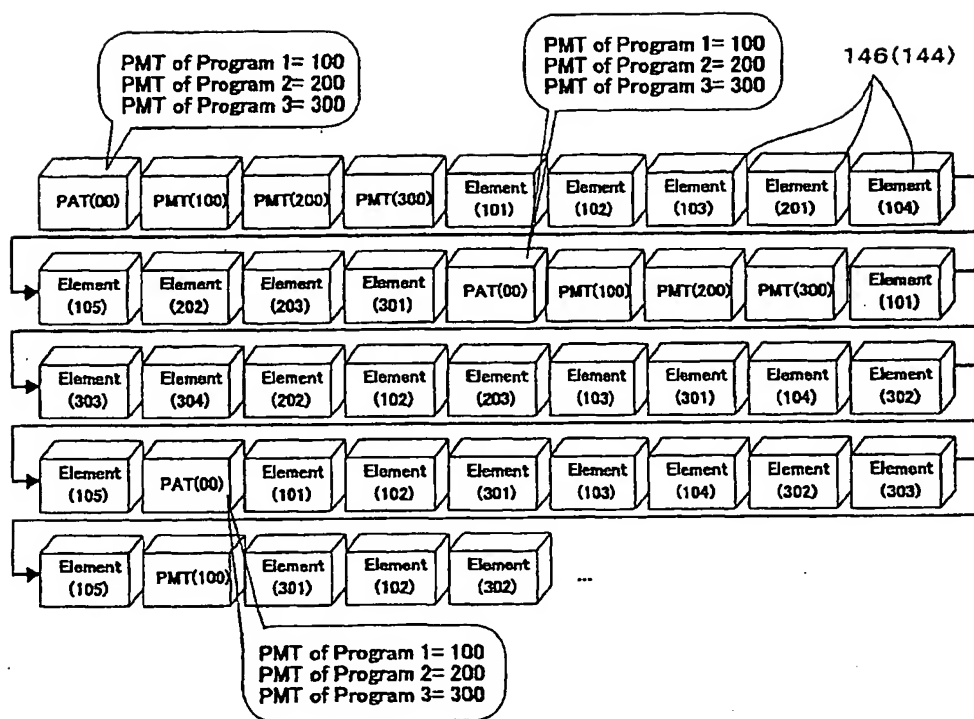 PMT of Program 1= 100
PMT of Program 2= 200
PMT of Program 3= 300
PMT of Program 1= 100
PMT of Program 2= 200
PMT of Program 3= 300
146(144)
PAT(00)
PMT(100)
PMT(200)
PMT(300)
Element
(101)
Element
(102)
Element
(103)
Element
(201)
Element
(104)
Element
(105)
Element
(202)
Element
(203)
Element
(301)
PAT(00)
PMT(100)
PMT(200)
PMT(300)
Element
(101)
Element
(303)
Element
(304)
Element
(202)
Element
(102)
Element
(203)
Element
(103)
Element
(301)
Element
(104)
Element
(302)
Element
(105)
PAT(00)
Element
(101)
Element
(102)
Element
(301)
Element
(103)
Element
(104)
Element
(302)
Element
(303)
Element
(105)
PMT(100)
Element
(301)
Element
(102)
Element
(302)
...
PMT of Program 1= 100
PMT of Program 2= 200
PMT of Program 3= 300